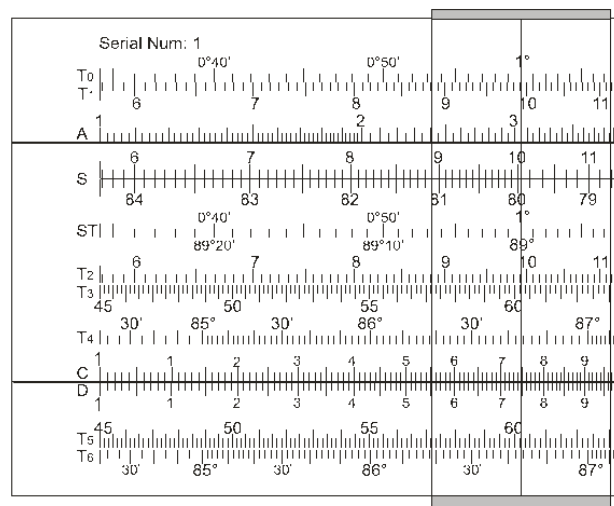 Serial Num: 1
0°40' 0°50' 1°
T0
T1
6 7 8 9 10 11
1 2 3
A
6 7 8 9 10 11
S
84 83 82 81 80 79
0°40' 0°50' 1°
ST
89°20' 89°10' 89°
6 7 8 9 10 11
T2
T3
45 50 55 60
30' 85° 30' 86° 30' 87°
T4
1 1 2 3 4 5 6 7 8 9
C
D
1 1 2 3 4 5 6 7 8 9
45 50 55 60
T5
T6
30' 85° 30' 86° 30' 87°